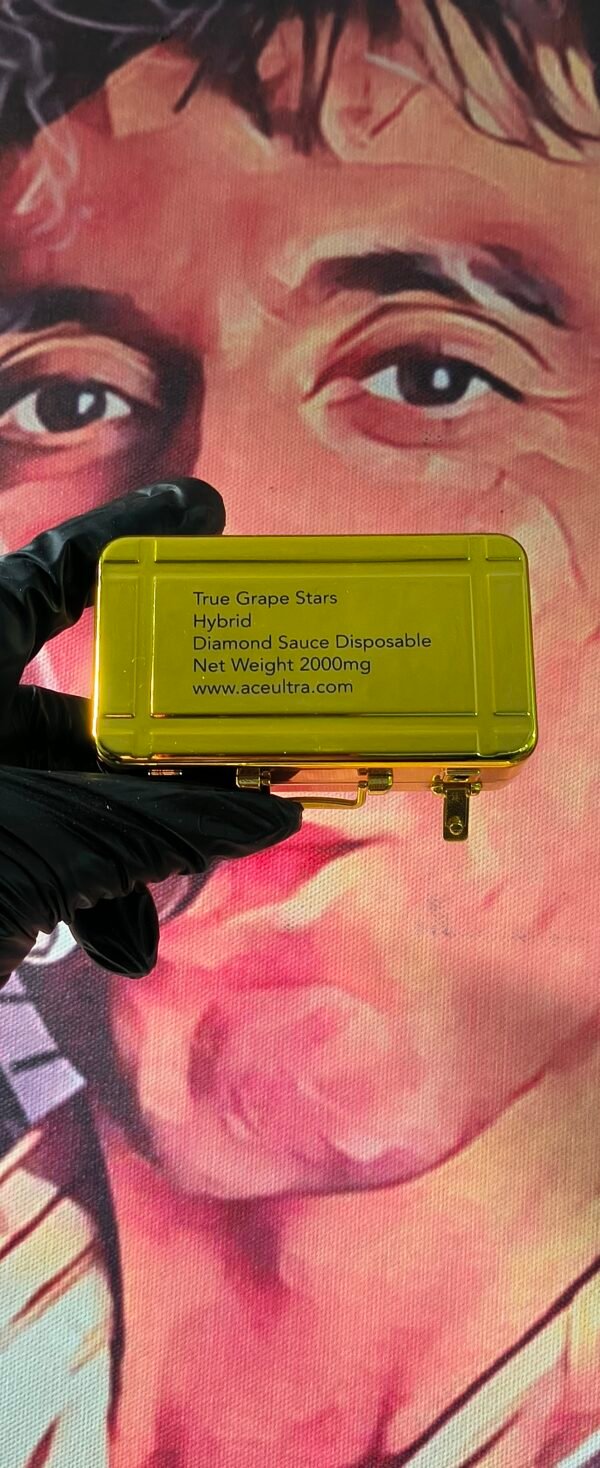 True Grape Stars
Hybrid
Diamond Sauce Disposable
Net Weight 2000mg
www.aceultra.com